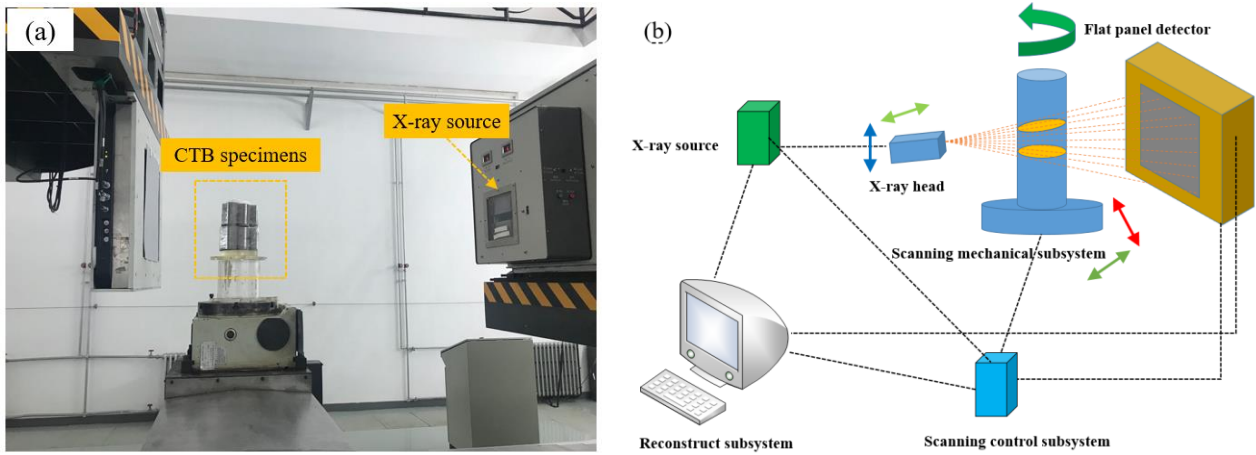 (a)
X-ray source
CTB specimens
(b)
Flat panel detector
X-ray source
X-ray head
Scanning mechanical subsystem
Reconstruct subsystem
Scanning control subsystem